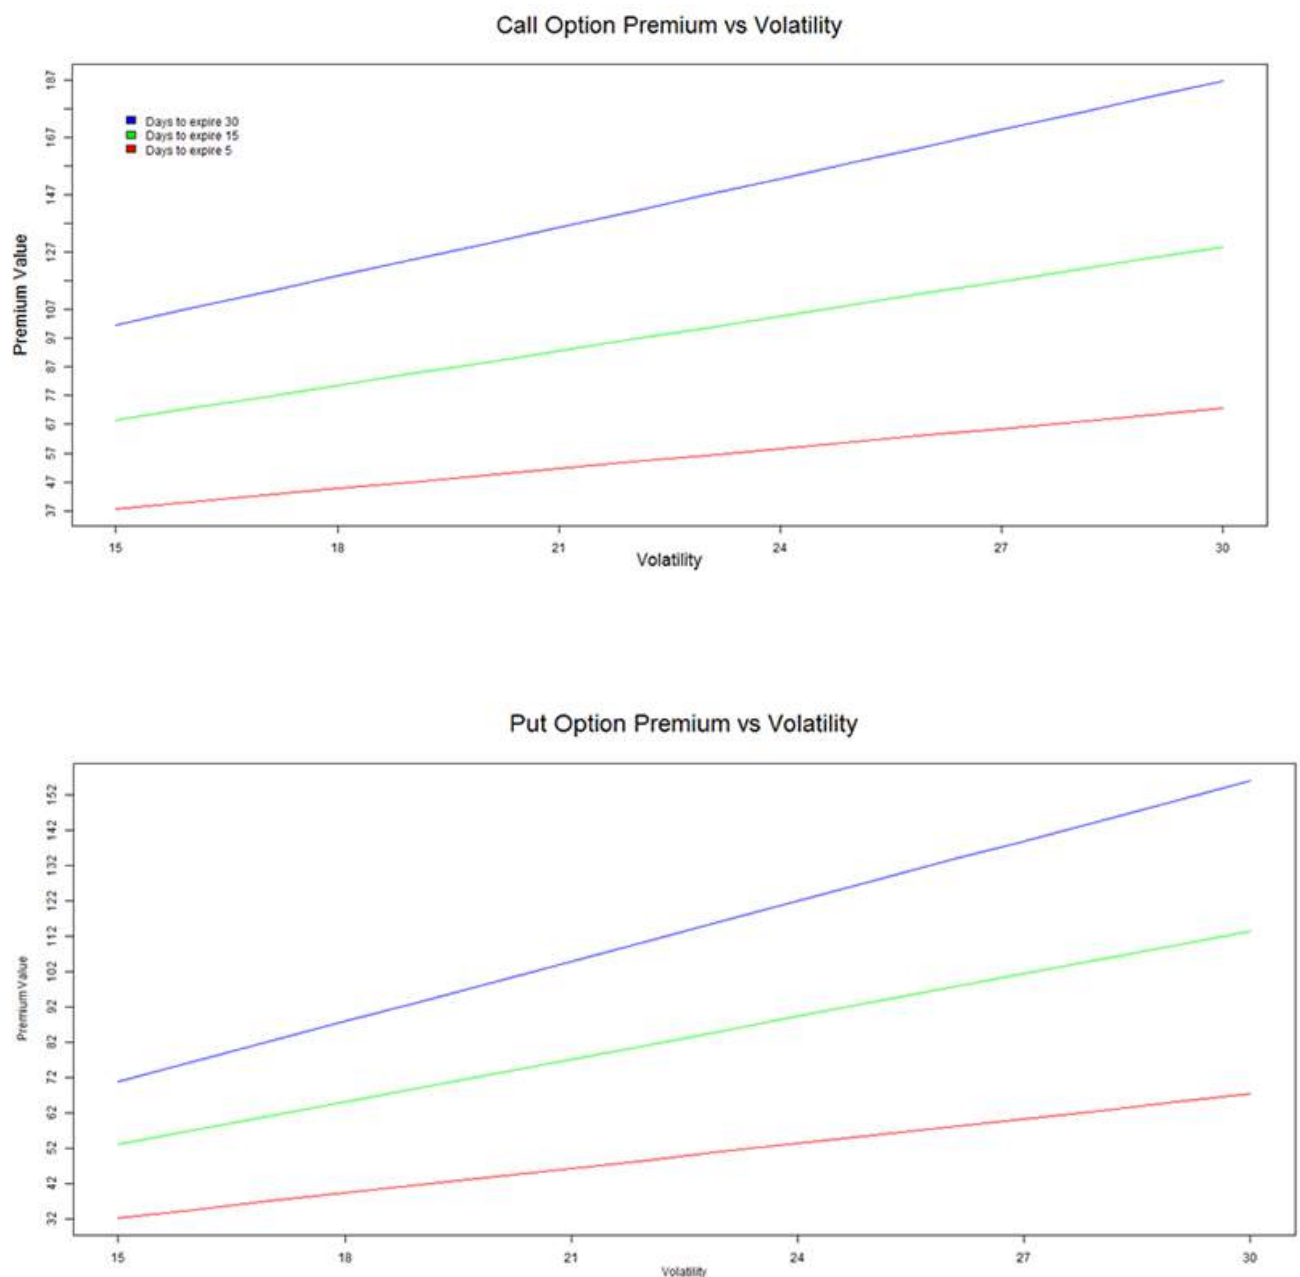 Call Option Premium vs Volatility
187
167
147
127
107
97
87
77
67
57
47
37
Premium Value
Days to expire 30
Days to expire 15
Days to expire 5
15 18 21 24 27 30
Volatility
Put Option Premium vs Volatility
152
142
132
122
112
102
92
82
72
62
52
42
32
Premium Value
15 18 21 24 27 30
Volatility